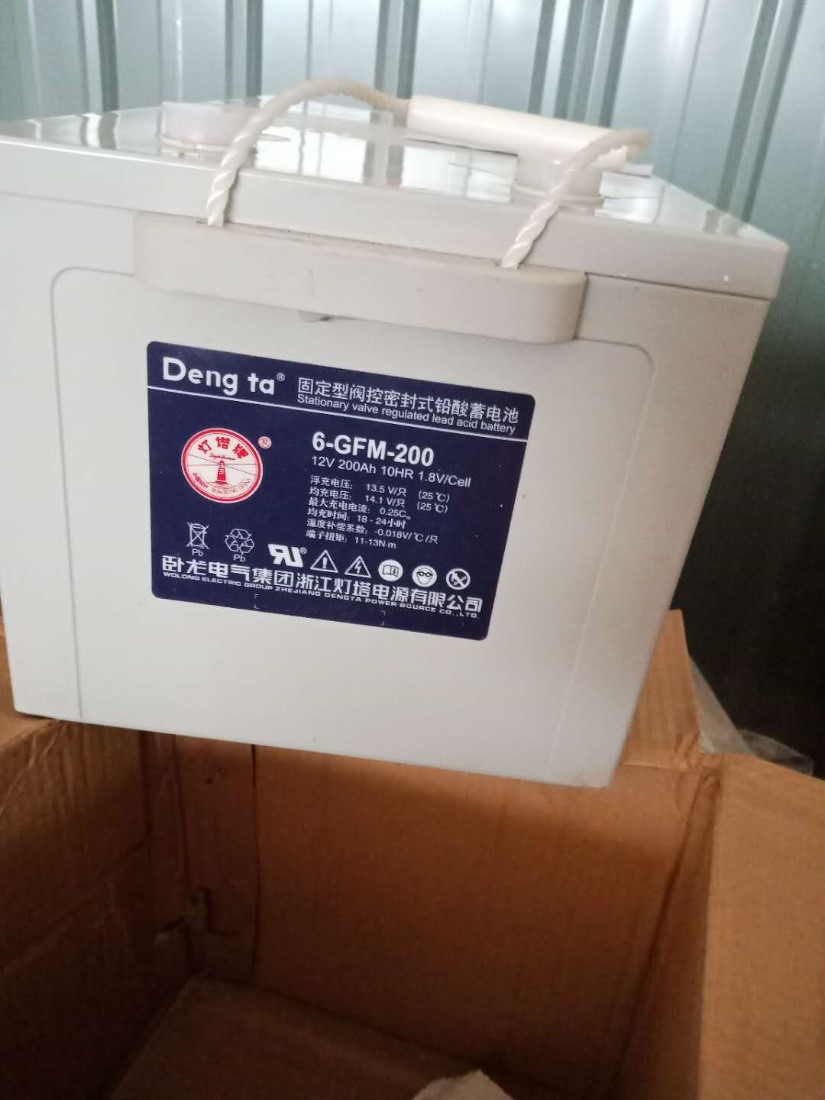 Deng ta®
固定型阀控密封式铅酸蓄电池
Stationary valve regulated lead acid battery
灯塔牌
®
6-GFM-200
12V 200Ah 10HR 1.8V/Cell
浮充电压: 13.5 V/只 (25℃)
均充电压: 14.1 V/只 (25℃)
最大充电电流: 0.25C₁₀
均充时间: 18 - 24小时
温度补偿系数: -0.018V/℃/只
端子扭矩: 11-13N·m
Pb
Pb
卧龙电气集团浙江灯塔电源有限公司
WOLONG ELECTRIC GROUP ZHEJIANG DENGTA POWER SOURCE CO.,LTD.